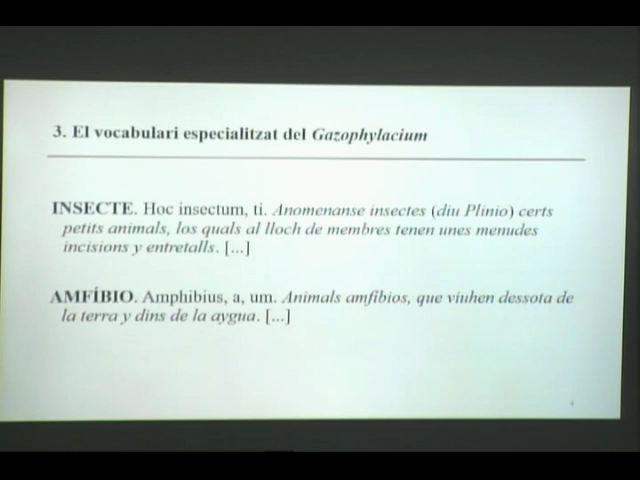 3. El vocabulari especialitzat del Gazophylacium
INSECTE. Hoc insectum, ti. Anomenanse insectes (diu Plinio) certs
petits animals, los quals al lloch de membres tenen unes menudes
incisions y entretalls. [...]
AMFÍBIO. Amphibius, a, um. Animals amfibios, que viuhen dessota de
la terra y dins de la aygua. [...]
4